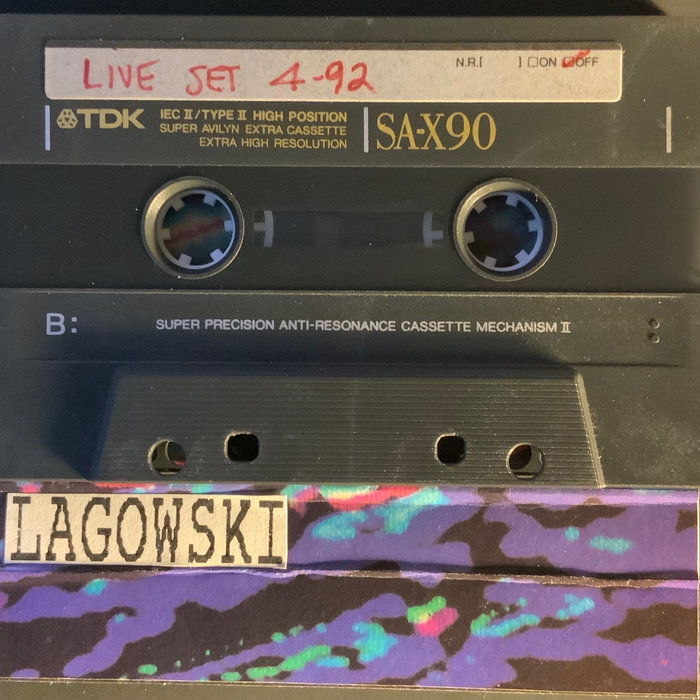 LIVE SET 4-92
N.R.[ ] ☐ON ☑OFF
TDK
IEC II/TYPE II HIGH POSITION
SUPER AVILYN EXTRA CASSETTE
EXTRA HIGH RESOLUTION
SA-X90
B:
SUPER PRECISION ANTI-RESONANCE CASSETTE MECHANISM II
LAGOWSKI